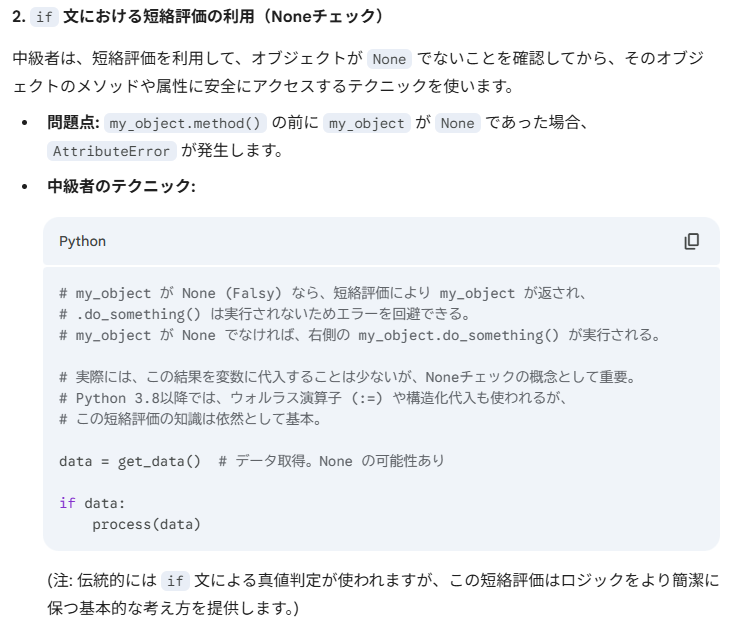 2. if 文における短絡評価の利用（Noneチェック）
中級者は、短絡評価を利用して、オブジェクトが None でないことを確認してから、そのオブジ
ェクトのメソッドや属性に安全にアクセスするテクニックを使います。
• 問題点: my_object.method() の前に my_object が None であった場合、
AttributeError が発生します。
• 中級者のテクニック:
Python
# my_object が None (Falsy) なら、短絡評価により my_object が返され、
# .do_something() は実行されないためエラーを回避できる。
# my_object が None でなければ、右側の my_object.do_something() が実行される。
# 実際には、この結果を変数に代入することは少ないが、Noneチェックの概念として重要。
# Python 3.8以降では、ウォルラス演算子 (:=) や構造化代入も使われるが、
# この短絡評価の知識は依然として基本。
data = get_data()  # データ取得。None の可能性あり
if data:
    process(data)
(注: 伝統的には if 文による真値判定が使われますが、この短絡評価はロジックをより簡潔に
保つ基本的な考え方を提供します。)